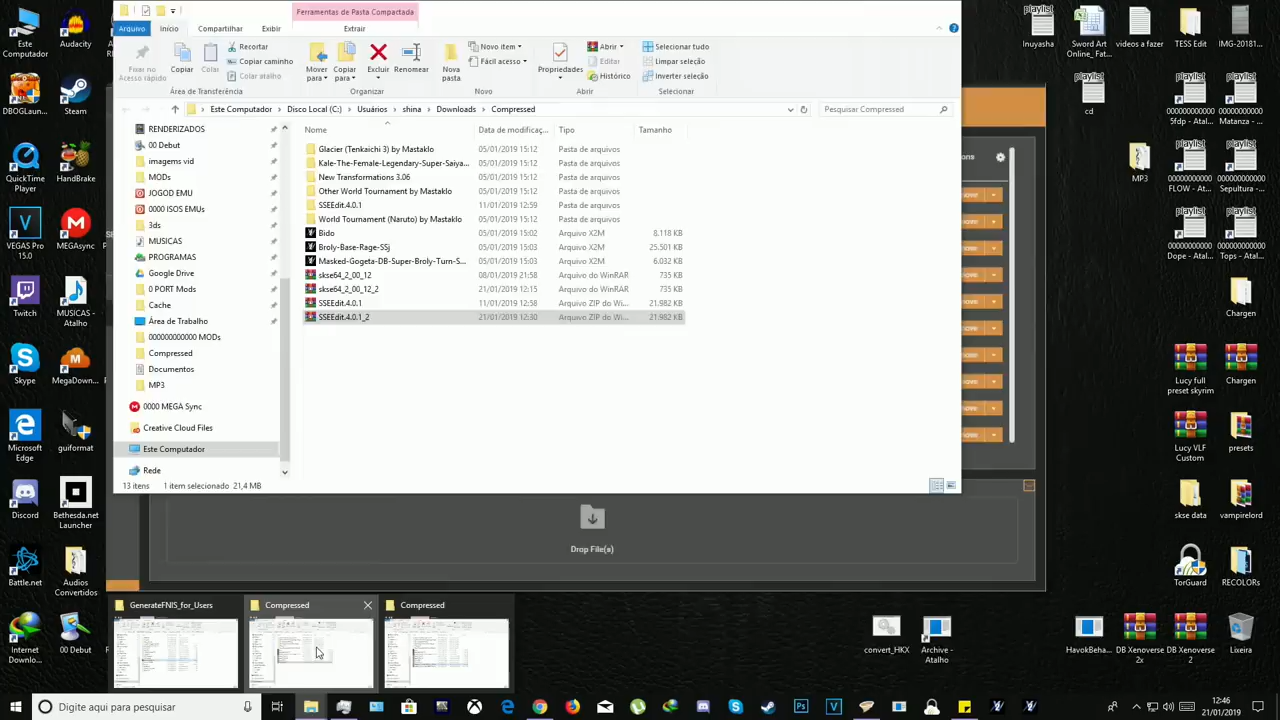 Ferramentas de Pasta Compactada
Arquivo
Início
Compartilhar
Exibir
Extrair
Fixar no
Acesso rápido
Copiar
Colar
Recortar
Copiar caminho
Colar atalho
Área de Transferência
Mover
para
Copiar
para
Excluir
Renomear
Organizar
Nova
pasta
Novo item
Fácil acesso
Novo
Propriedades
Abrir
Editar
Histórico
Abrir
Selecionar tudo
Limpar seleção
Inverter seleção
Selecionar
Este Computador
Disco Local (C:)
Usuários
shina
Downloads
Compressed
Pesquisar Compressed
Nome
Data de modificaç...
Tipo
Tamanho
Glacier (Tenkaichi 3) by Mastaklo 05/01/2019 15:12 Pasta de arquivos
Kale-The-Female-Legendary-Super-Saiya... 05/01/2019 15:12 Pasta de arquivos
New Transformations 3.06 05/01/2019 15:12 Pasta de arquivos
Other World Tournament by Mastaklo 05/01/2019 15:12 Pasta de arquivos
SSEEdit.4.0.1 11/01/2019 12:59 Pasta de arquivos
World Tournament (Naruto) by Mastaklo 05/01/2019 15:12 Pasta de arquivos
Bido 05/01/2019 15:02 Arquivo X2M 8.118 KB
Broly-Base-Rage-SSj 05/01/2019 15:03 Arquivo X2M 25.501 KB
Masked-Gogeta-DB-Super-Broly-Turn-S... 05/01/2019 15:03 Arquivo X2M 6.032 KB
skse64_2_00_12 08/01/2019 21:58 Arquivo do WinRAR 735 KB
skse64_2_00_12_2 21/01/2019 12:15 Arquivo do WinRAR 735 KB
SSEEdit.4.0.1 11/01/2019 12:58 Arquivo ZIP do Wi... 21.982 KB
SSEEdit.4.0.1_2 21/01/2019 12:30 Arquivo ZIP do Wi... 21.982 KB
RENDERIZADOS
00 Debut
imagems vid
MODs
JOGOD EMU
0000 ISOS EMUs
3ds
MUSICAS
PROGRAMAS
Google Drive
0 PORT Mods
Cache
Área de Trabalho
000000000000 MODs
Compressed
Documentos
MP3
0000 MEGA Sync
Creative Cloud Files
Este Computador
Rede
13 itens
1 item selecionado 21,4 MB
Drop File(s)
GenerateFNIS_for_Users
Compressed
Compressed
Este
Computador
Audacity
DBOGLaun...
Steam
QuickTime
Player
HandBrake
VEGAS Pro
15.0
MEGAsync
Twitch
MUSICAS -
Atalho
Skype
MegaDown...
Microsoft
Edge
guiformat
Discord
Bethesda.net
Launcher
Battle.net
Audios
Convertidos
Internet
00 Debut
playlist
Inuyasha
Sword Art
Online_Fat...
videos a fazer
TESS Edit
IMG-20181...
cd
playlist
00000000000
5fdp - Atal...
playlist
0000000000
Matanza - ...
MP3
playlist
00000000000
FLOW - At...
playlist
0000000000
Sepultura - ...
playlist
00000000000
Dope - Atal...
playlist
0000000000
Tops - Atal...
Chargen
Lucy full
preset skyrim
Chargen
Lucy VLF
Custom
presets
skse data
vampirelord
TorGuard
RECOLORs
convert_HKX
Archive -
Atalho
HavokBeha...
DB Xenoverse
2x
DB Xenoverse
2
Lixeira
Digite aqui para pesquisar
12:46
21/01/2019